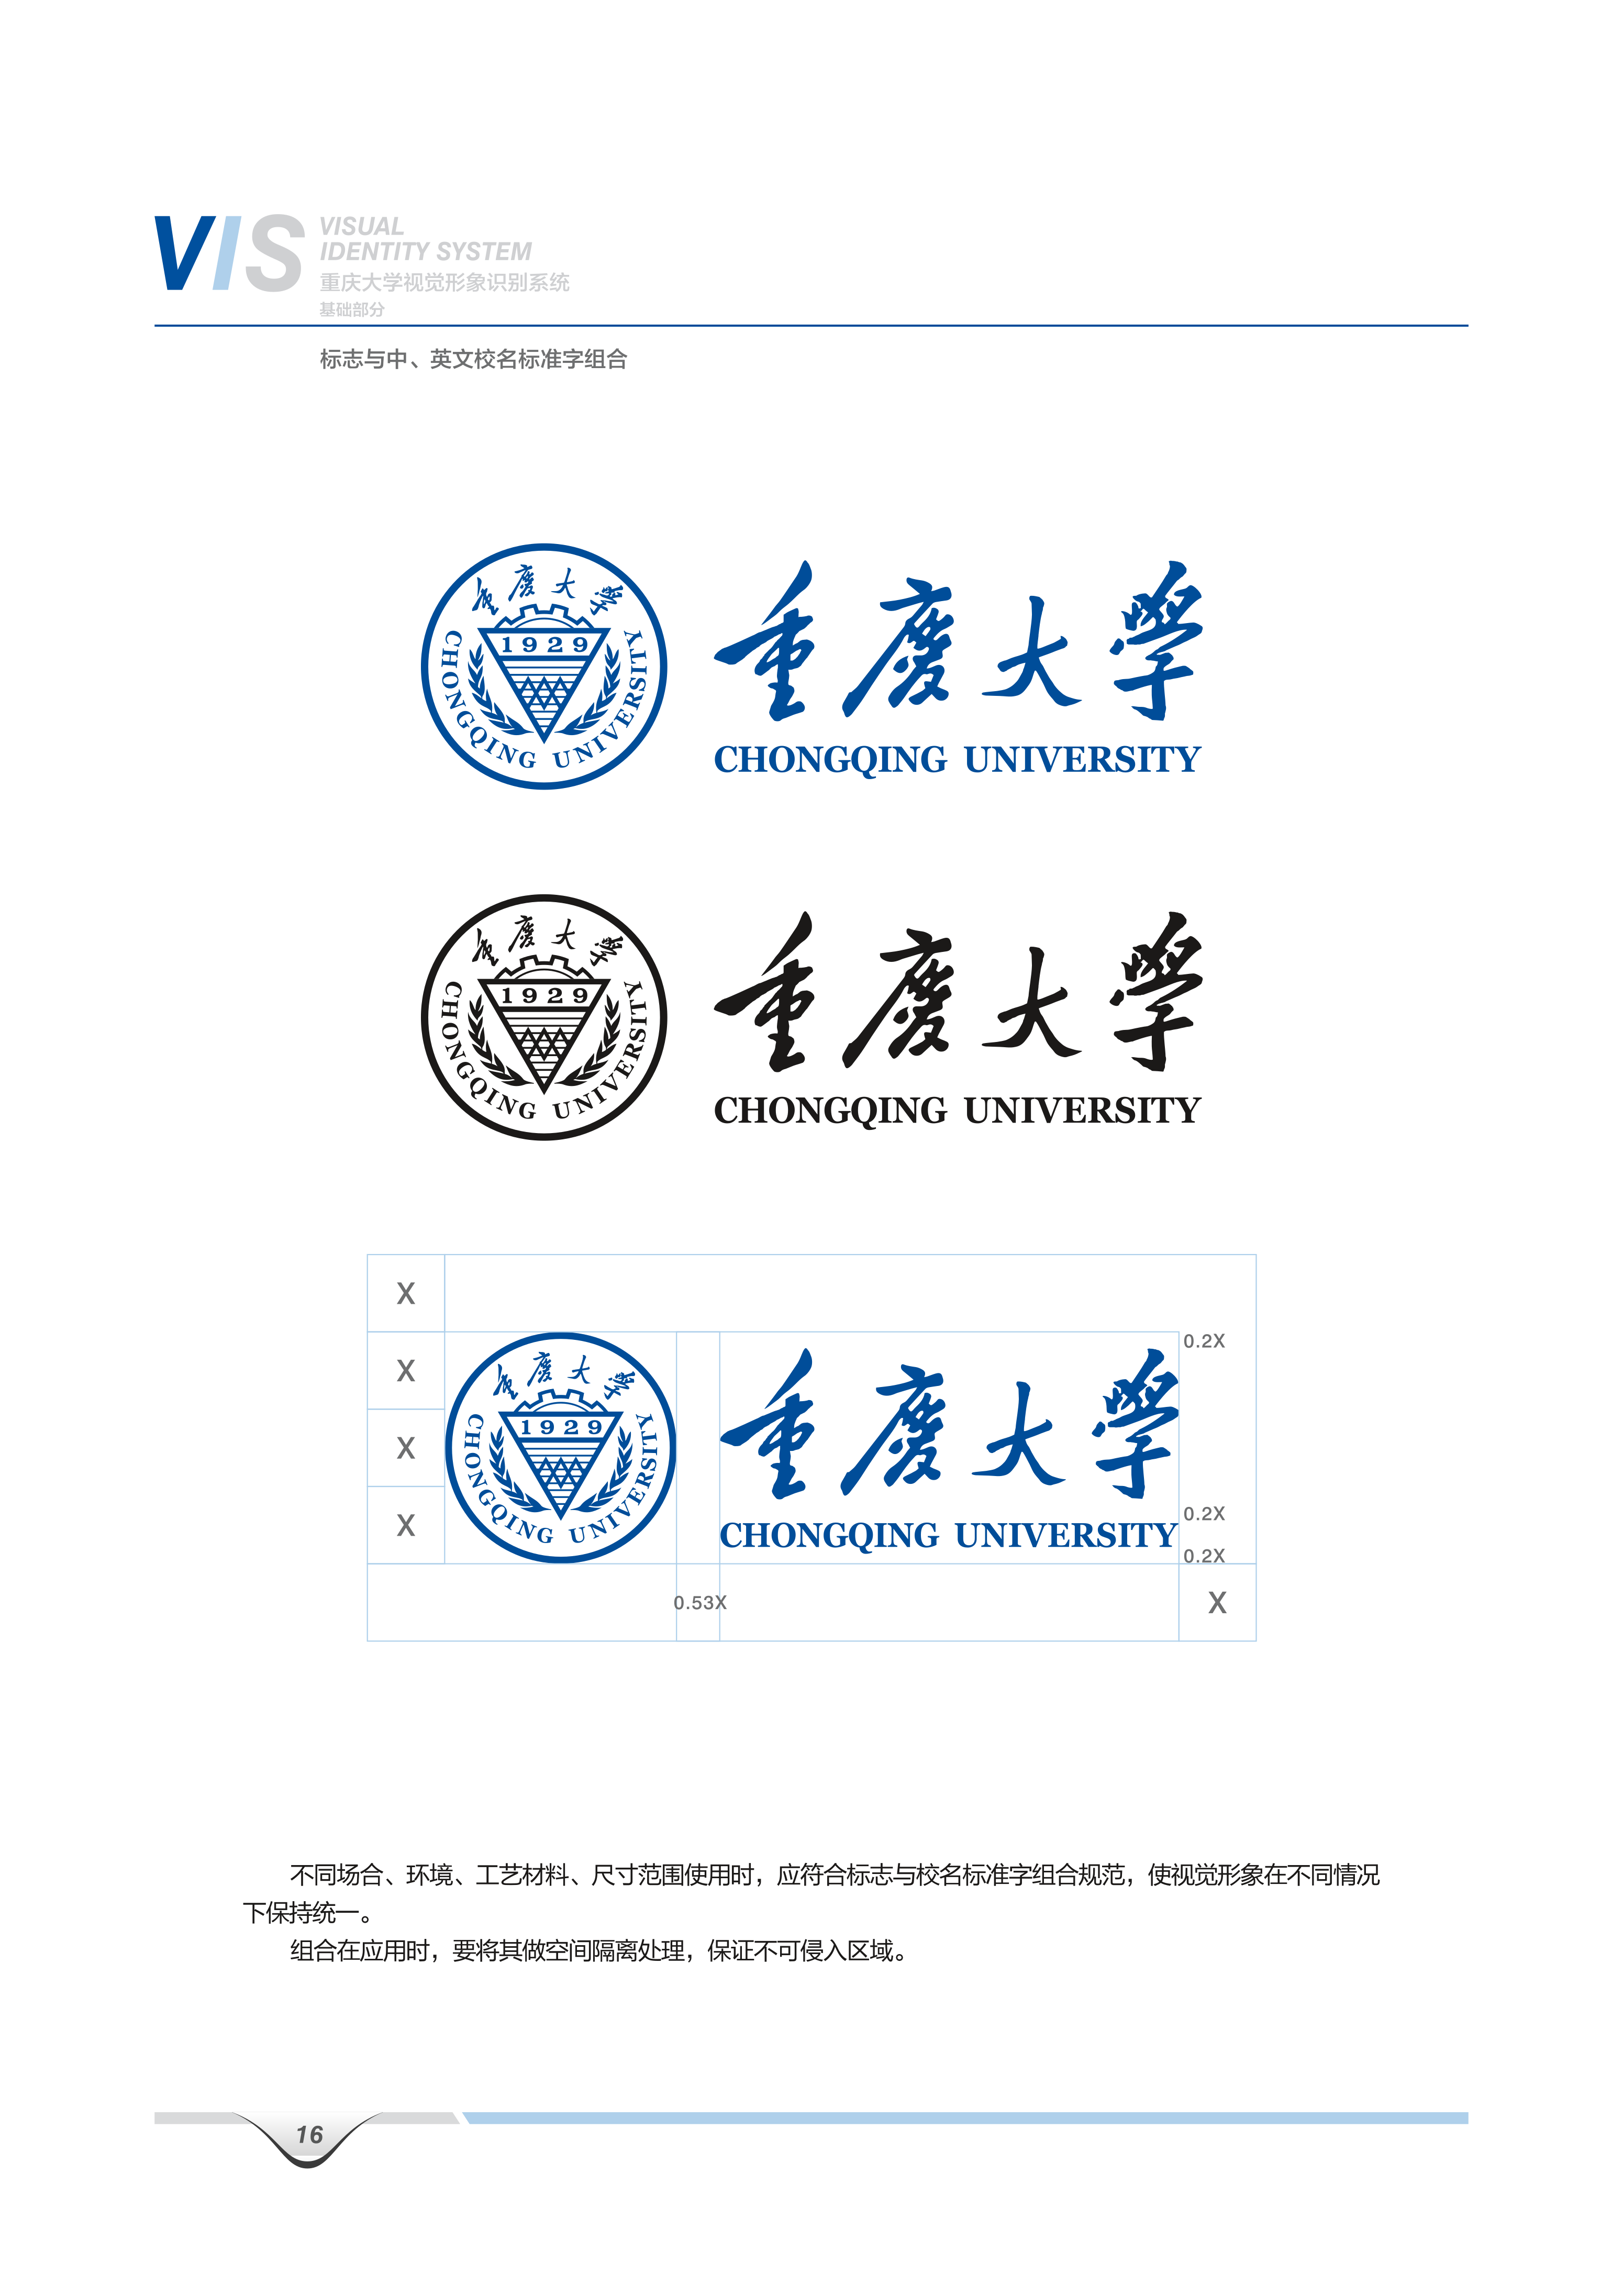 VIS
VISUAL
IDENTITY SYSTEM
重庆大学视觉形象识别系统
基础部分
标志与中、英文校名标准字组合
重慶大學
1929
CHONGQING UNIVERSITY
重慶大學
CHONGQING UNIVERSITY
重慶大學
1929
CHONGQING UNIVERSITY
重慶大學
CHONGQING UNIVERSITY
X
X
X
X
重慶大學
1929
CHONGQING UNIVERSITY
重慶大學
CHONGQING UNIVERSITY
0.2X
0.2X
0.2X
0.53X
X
不同场合、环境、工艺材料、尺寸范围使用时，应符合标志与校名标准字组合规范，使视觉形象在不同情况
下保持统一。
组合在应用时，要将其做空间隔离处理，保证不可侵入区域。
16